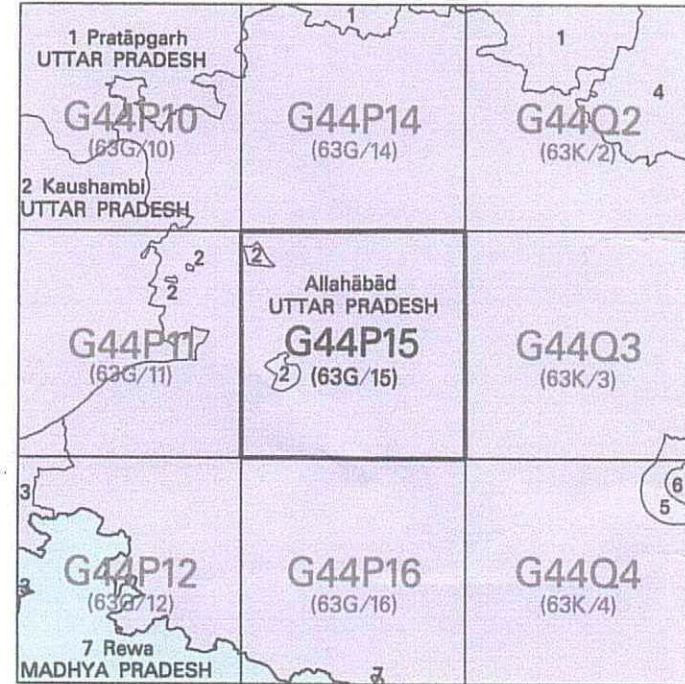 1 Pratāpgarh
UTTAR PRADESH
1
1
4
G44P10
(63G/10)
G44P14
(63G/14)
G44Q2
(63K/2)
2 Kaushambi
UTTAR PRADESH
2
2
2
Allahābād
UTTAR PRADESH
G44P11
(63G/11)
G44P15
2
(63G/15)
G44Q3
(63K/3)
3
6
5
3
G44P12
(63G/12)
G44P16
(63G/16)
G44Q4
(63K/4)
7 Rewa
MADHYA PRADESH
7